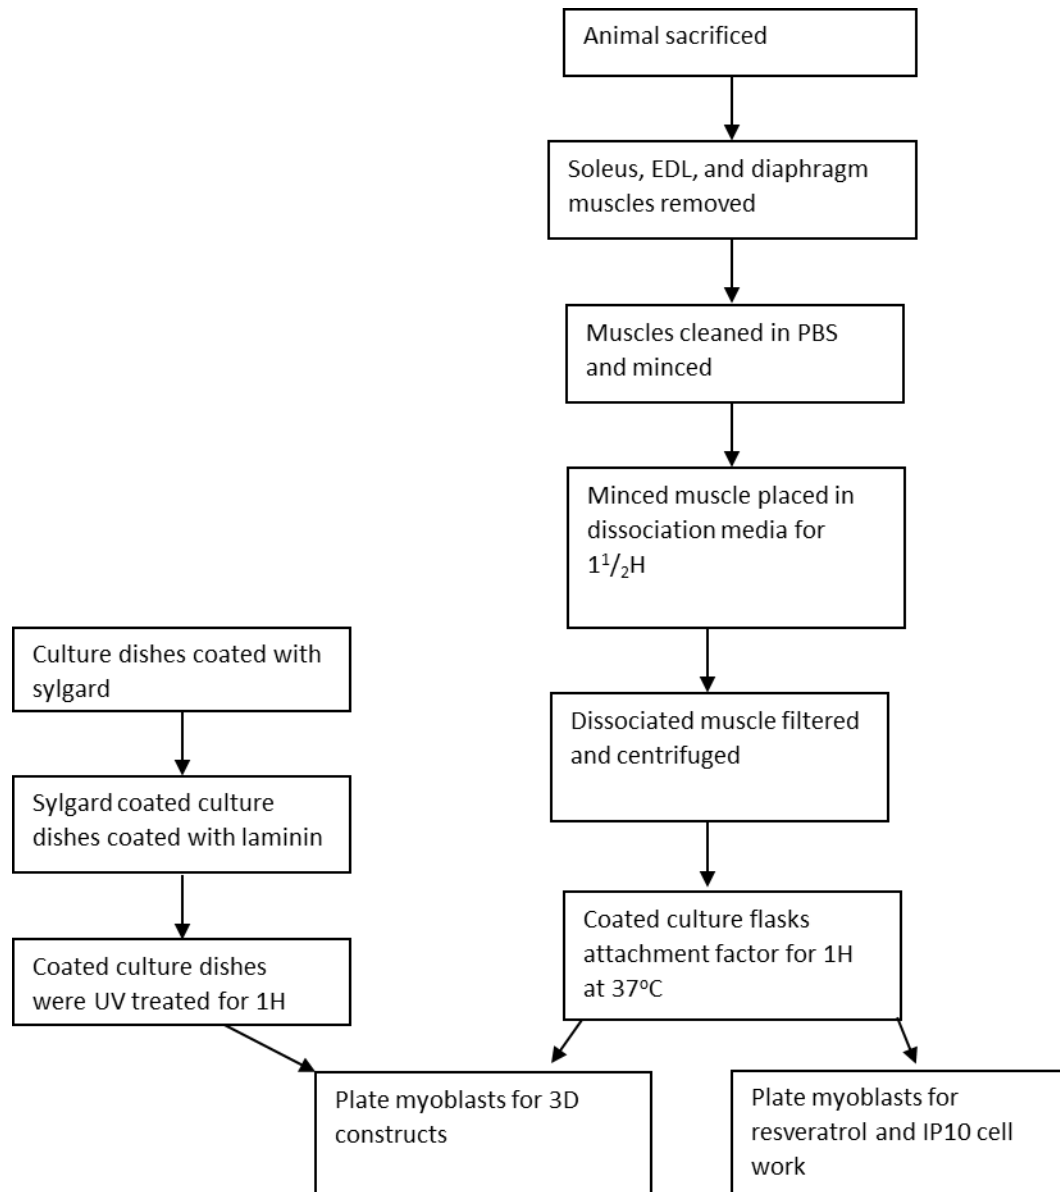 Animal sacrificed
Soleus, EDL, and diaphragm
muscles removed
Muscles cleaned in PBS
and minced
Minced muscle placed in
dissociation media for
1¹/₂H
Culture dishes coated with
sylgard
Dissociated muscle filtered
and centrifuged
Sylgard coated culture
dishes coated with laminin
Coated culture flasks
attachment factor for 1H
at 37°C
Coated culture dishes
were UV treated for 1H
Plate myoblasts for 3D
constructs
Plate myoblasts for
resveratrol and IP10 cell
work